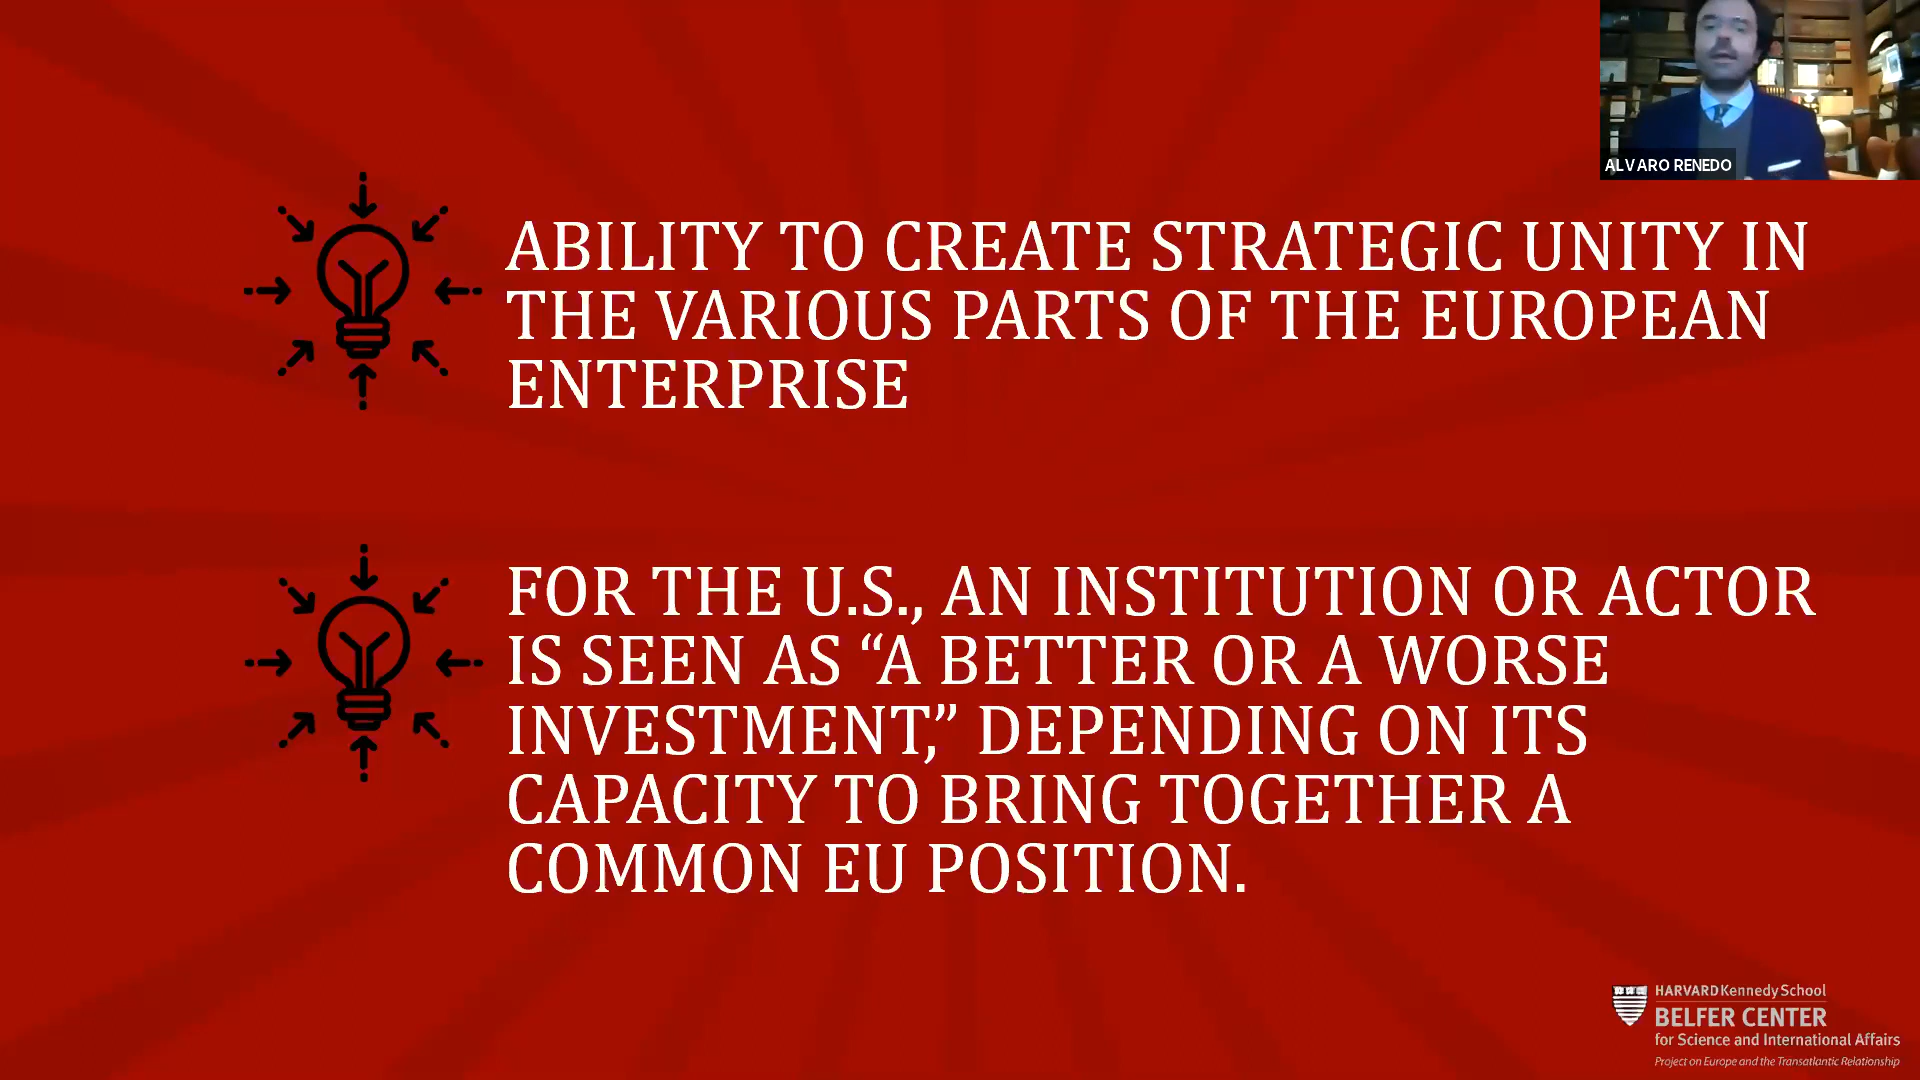 ALVARO RENEDO
ABILITY TO CREATE STRATEGIC UNITY IN
THE VARIOUS PARTS OF THE EUROPEAN
ENTERPRISE
FOR THE U.S., AN INSTITUTION OR ACTOR
IS SEEN AS “A BETTER OR A WORSE
INVESTMENT,” DEPENDING ON ITS
CAPACITY TO BRING TOGETHER A
COMMON EU POSITION.
HARVARD Kennedy School
BELFER CENTER
for Science and International Affairs
Project on Europe and the Transatlantic Relationship